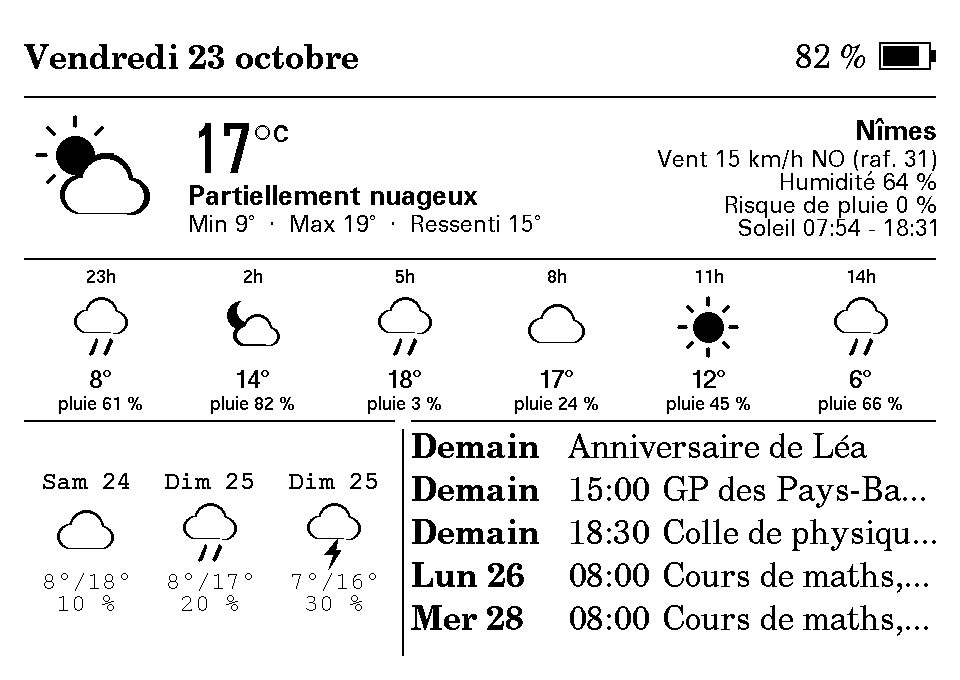 Vendredi 23 octobre
82 %
17°C
Partiellement nuageux
Min 9° · Max 19° · Ressenti 15°
Nîmes
Vent 15 km/h NO (raf. 31)
Humidité 64 %
Risque de pluie 0 %
Soleil 07:54 - 18:31
23h 2h 5h 8h 11h 14h
8° 14° 18° 17° 12° 6°
pluie 61 % pluie 82 % pluie 3 % pluie 24 % pluie 45 % pluie 66 %
Sam 24 Dim 25 Dim 25
8°/18° 8°/17° 7°/16°
10 % 20 % 30 %
Demain Anniversaire de Léa
Demain 15:00 GP des Pays-Ba...
Demain 18:30 Colle de physiqu...
Lun 26 08:00 Cours de maths,...
Mer 28 08:00 Cours de maths,...